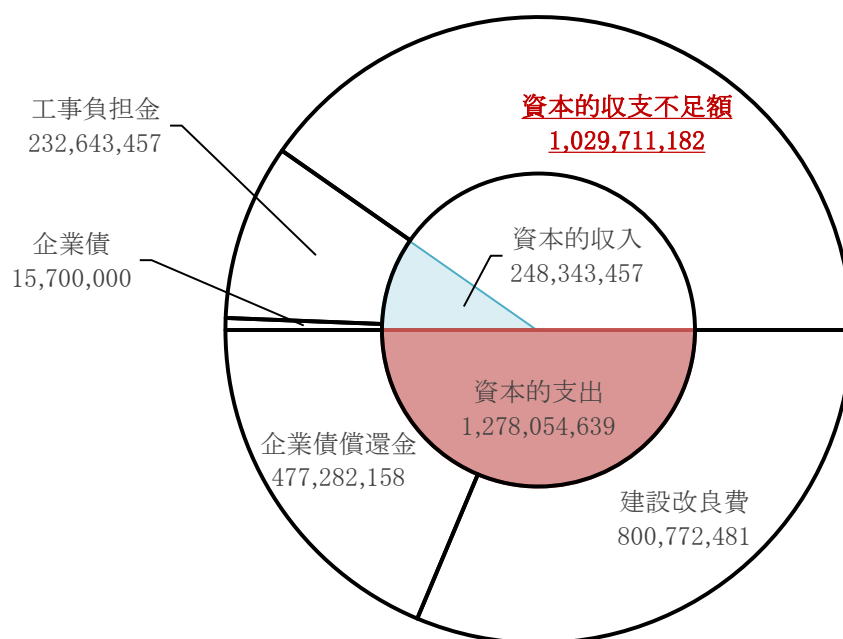 資本的収支不足額
1,029,711,182
工事負担金
232,643,457
企業債
15,700,000
資本的収入
248,343,457
資本的支出
1,278,054,639
企業債償還金
477,282,158
建設改良費
800,772,481